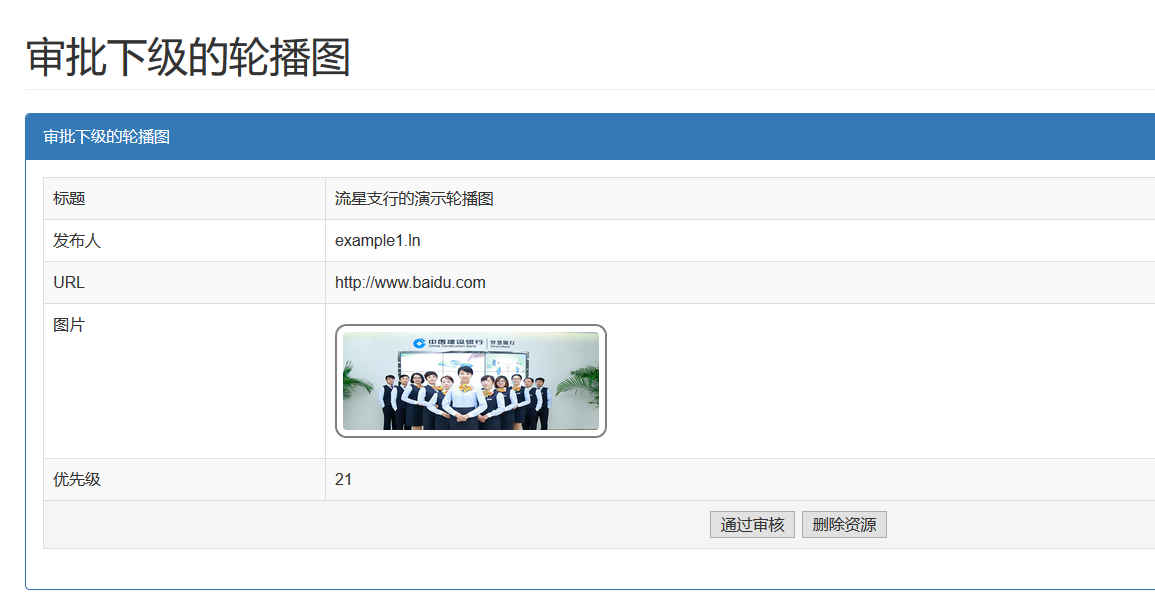 审批下级的轮播图
审批下级的轮播图
标题 流星支行的演示轮播图
发布人 example1.ln
URL http://www.baidu.com
图片
中国建设银行 智慧银行
China Construction Bank Smart Bank
优先级 21
通过审核 删除资源